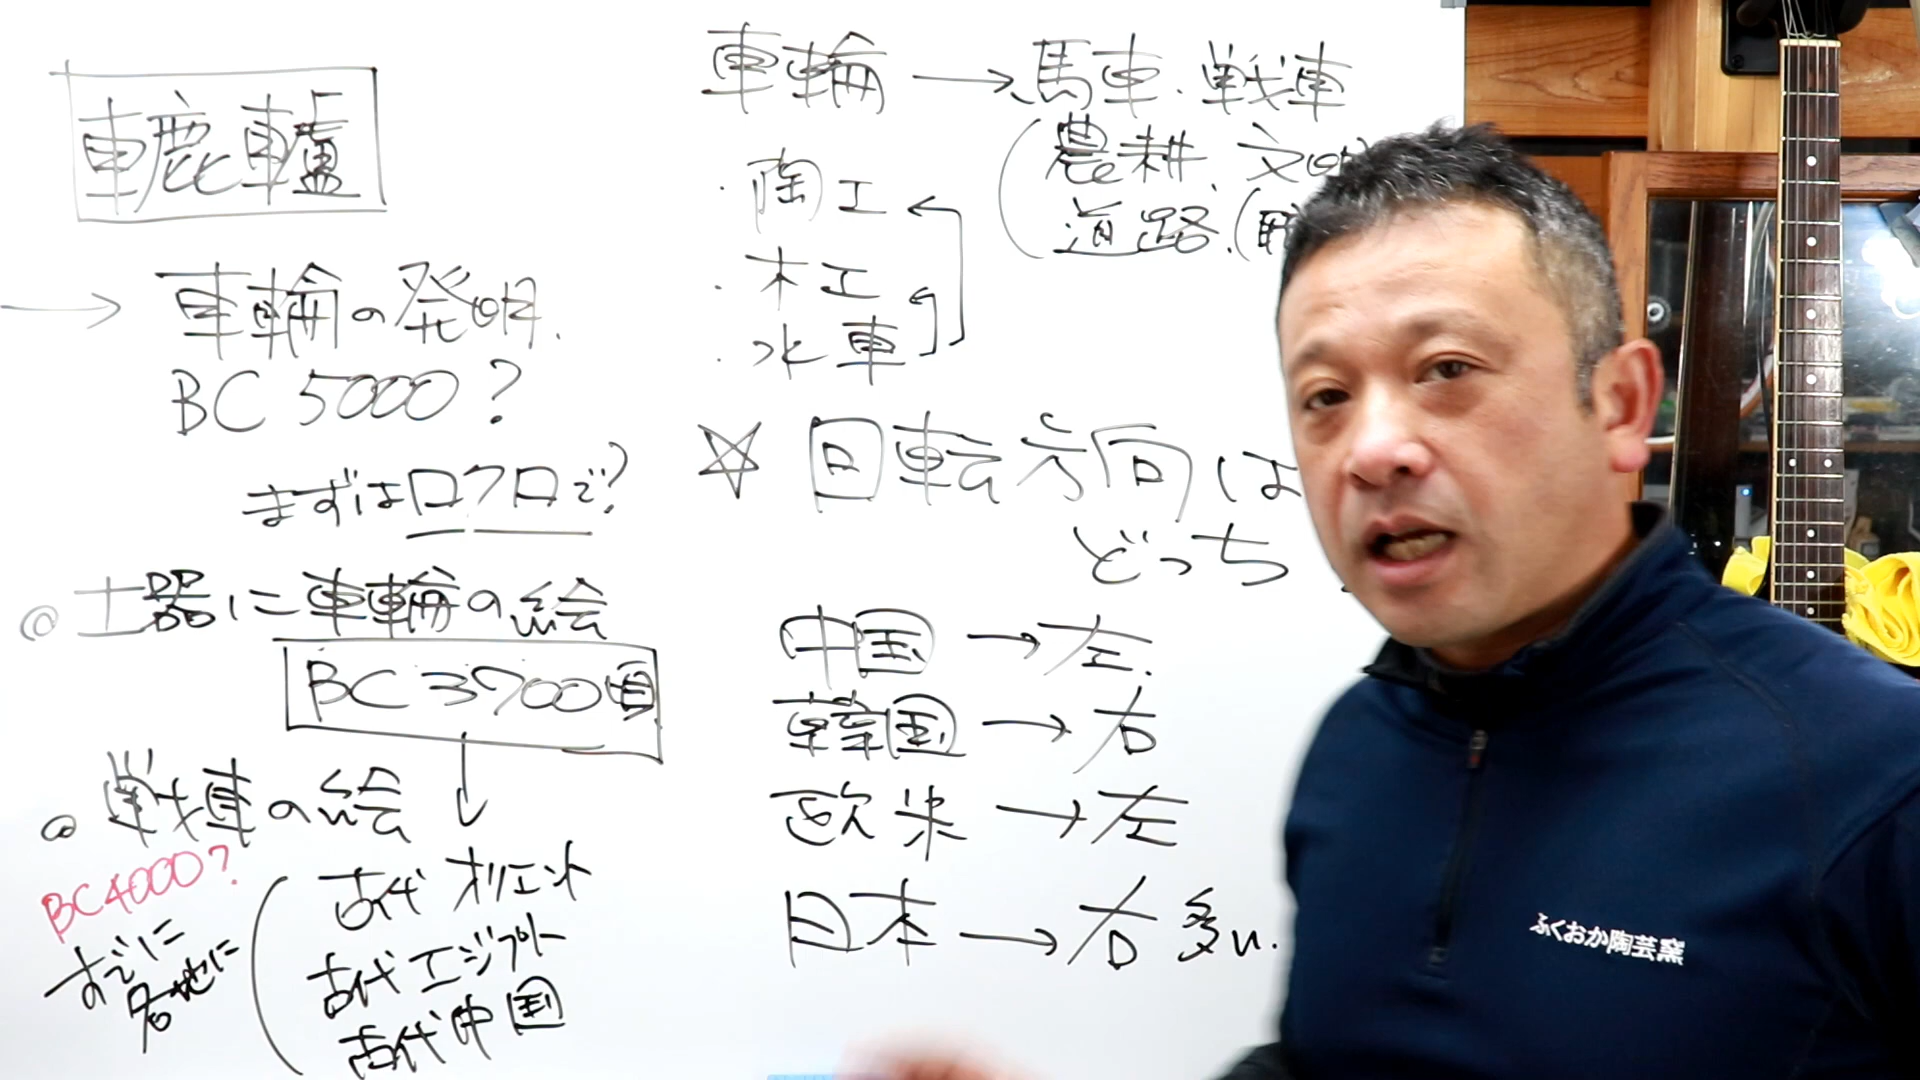 轆轤
→ 車輪の発明.
BC 5000?
まずはロクロで?
◎ 土器に車輪の絵
BC 3700頃
◎ 戦車の絵
BC4000?
すでに
各地に
古代オリエント
古代エジプト
古代中国
車輪 → 馬車.戦車
農耕.文明
道路.(
・陶工
・木工
・水車
☆ 回転方向は
どっち
中国 → 左.
韓国 → 右
欧米 → 左
日本 → 右多い.
ふくおか陶芸窯